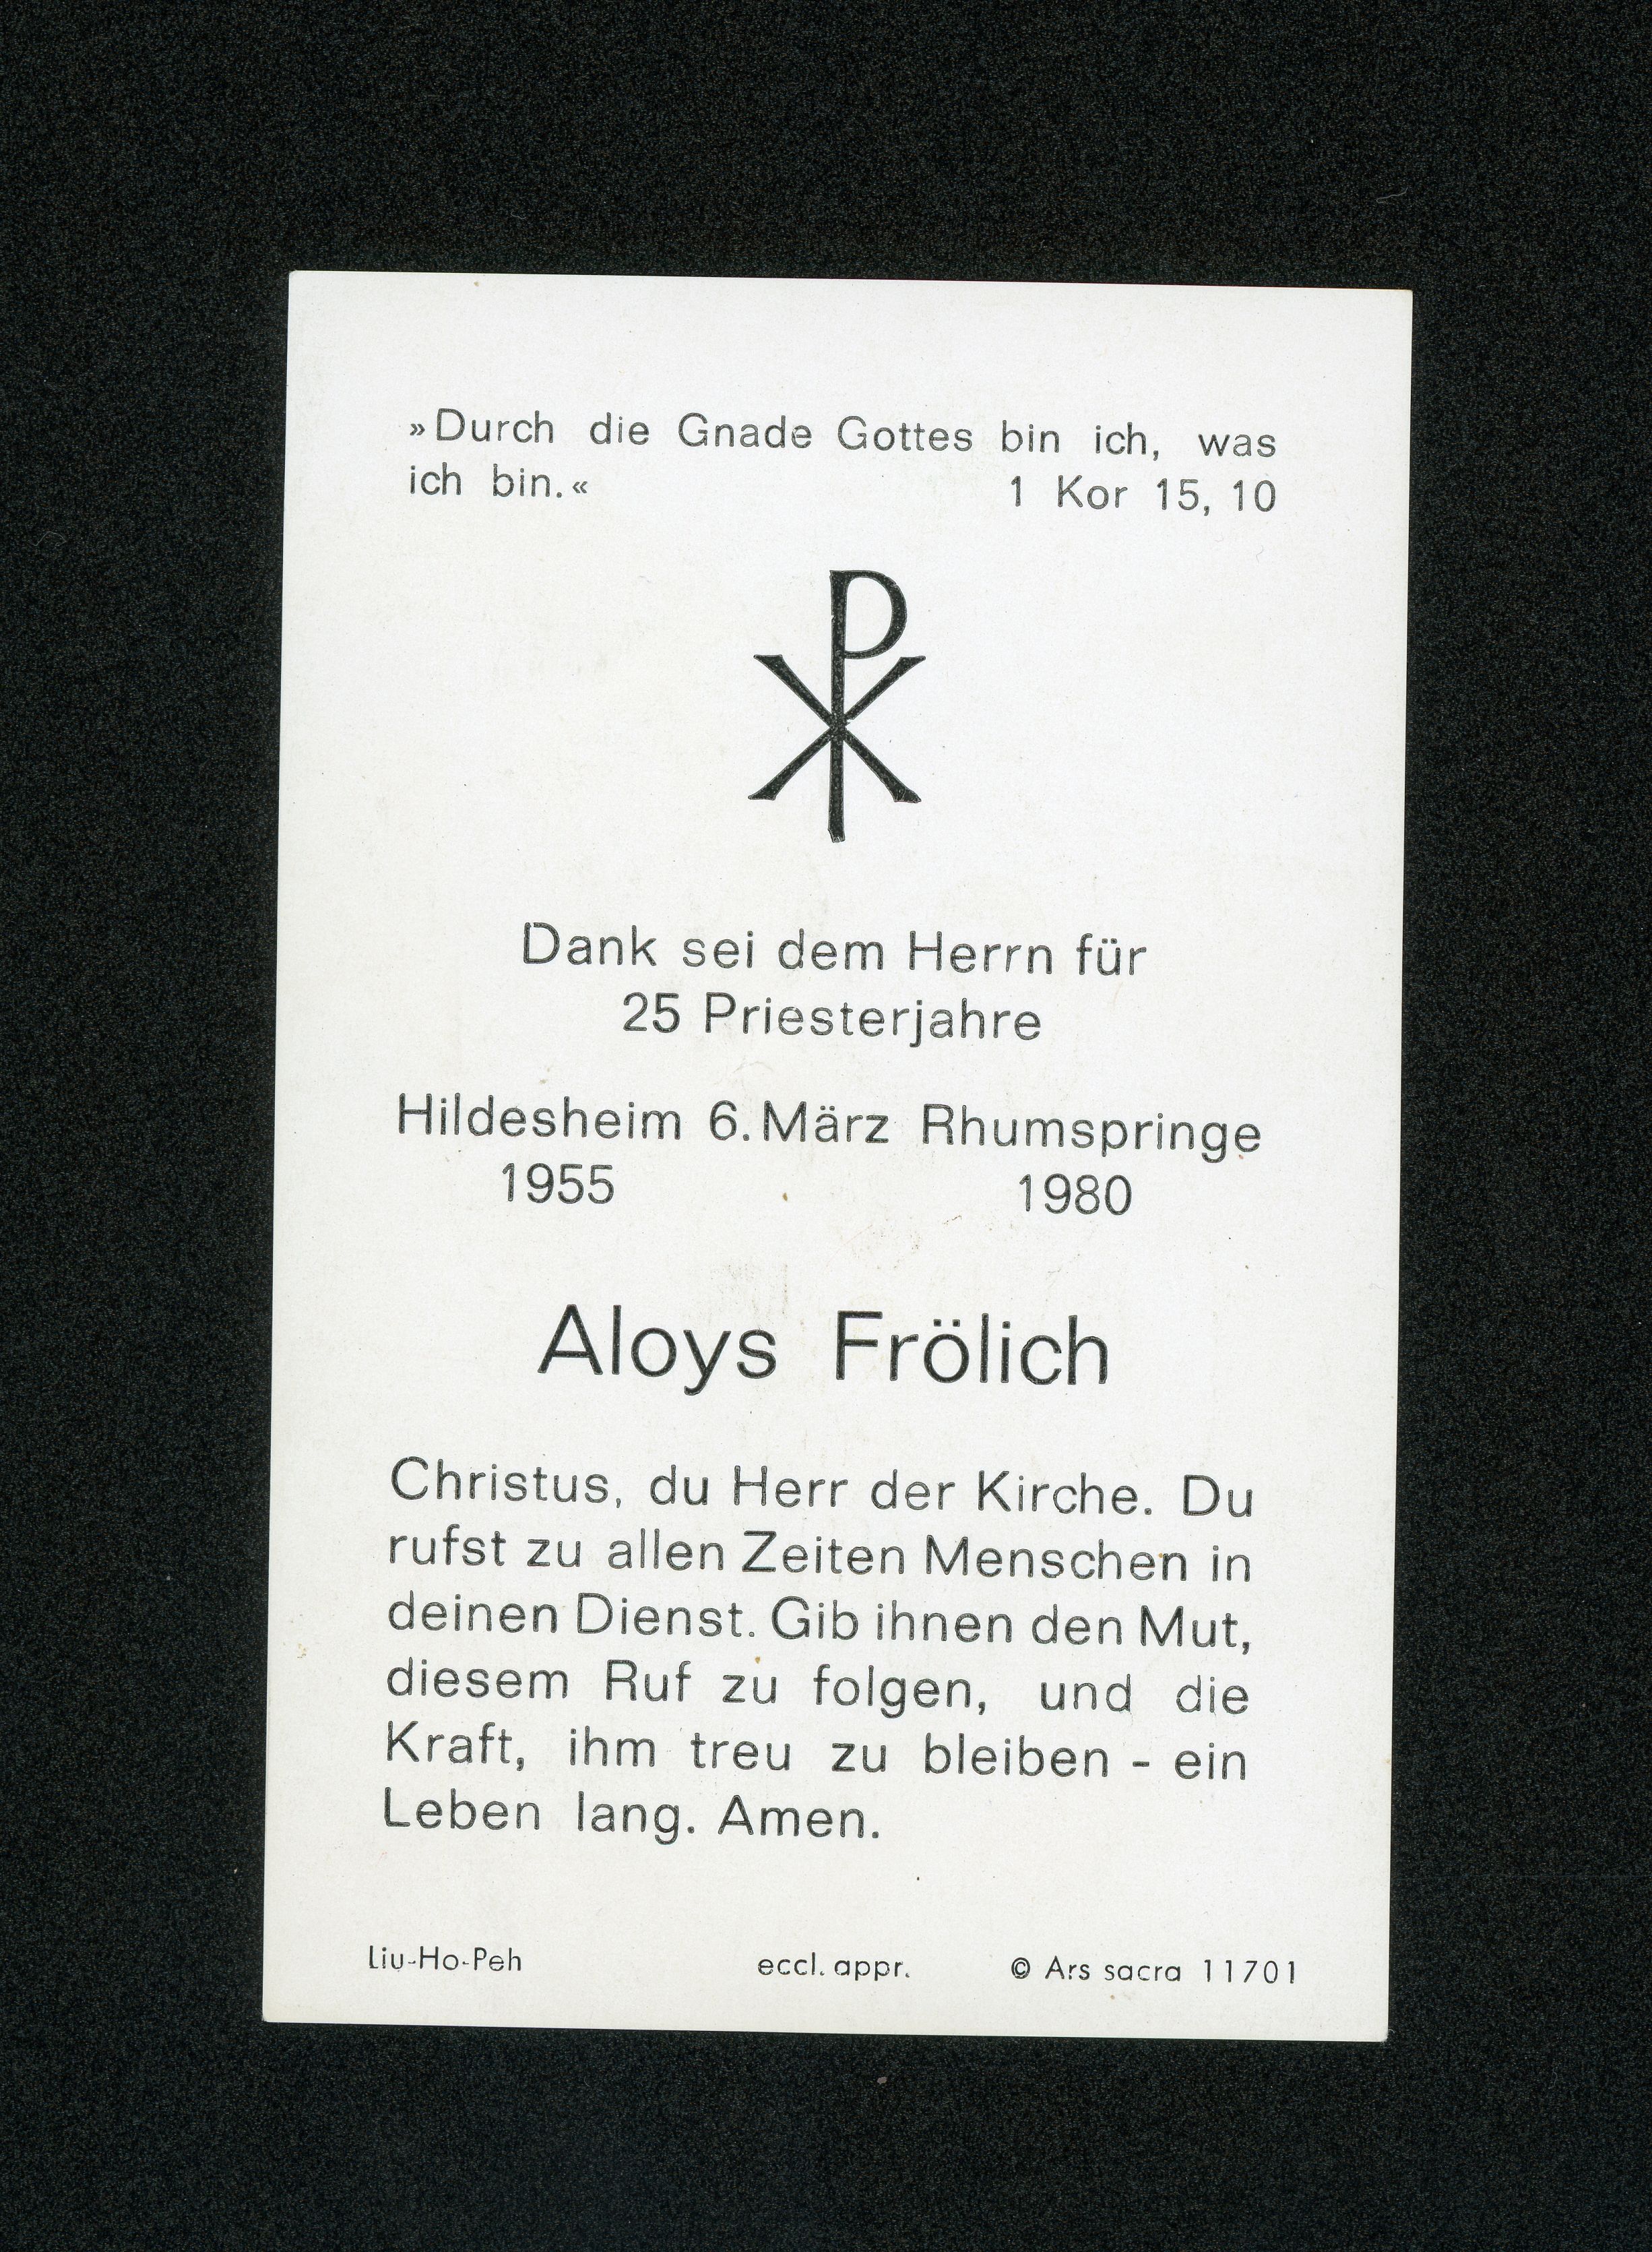 »Durch die Gnade Gottes bin ich, was
ich bin.« 1 Kor 15, 10
Dank sei dem Herrn für
25 Priesterjahre
Hildesheim 6. März Rhumspringe
1955 1980
Aloys Frölich
Christus, du Herr der Kirche. Du
rufst zu allen Zeiten Menschen in
deinen Dienst. Gib ihnen den Mut,
diesem Ruf zu folgen, und die
Kraft, ihm treu zu bleiben - ein
Leben lang. Amen.
Liu-Ho-Peh eccl. appr. © Ars sacra 11701